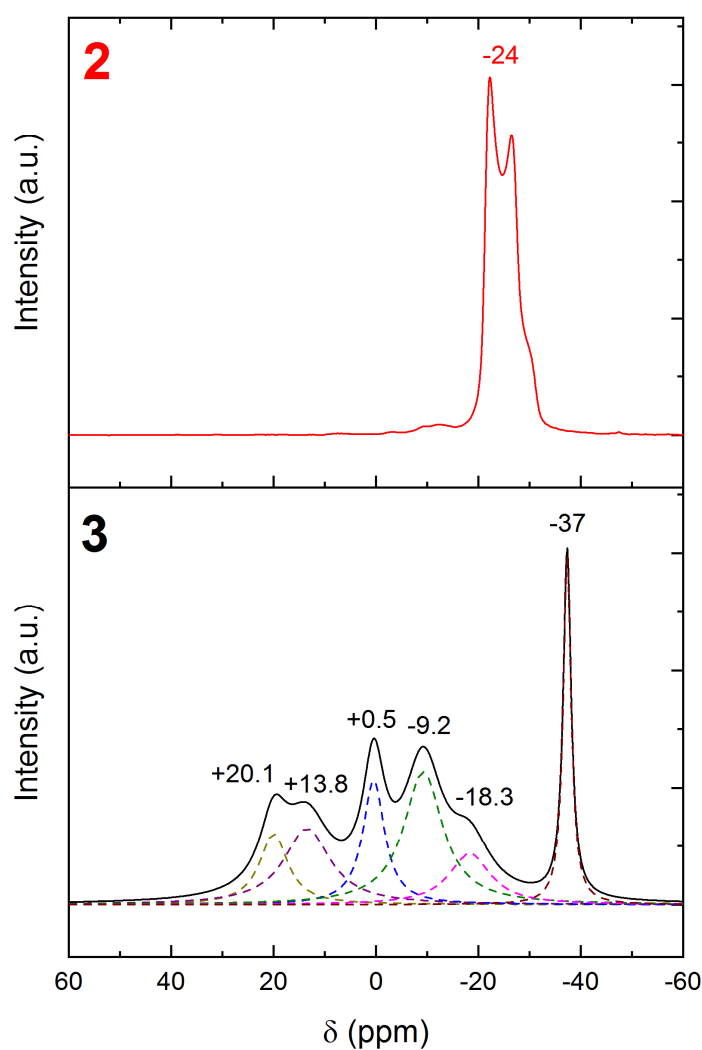 2
-24
Intensity (a.u.)
3
-37
+0.5
-9.2
+20.1
+13.8
-18.3
Intensity (a.u.)
60 40 20 0 -20 -40 -60
δ (ppm)